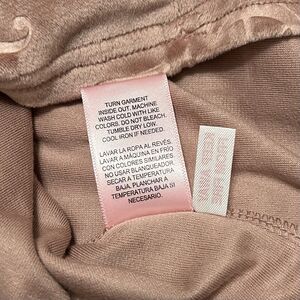 TURN GARMENT
INSIDE OUT. MACHINE
WASH COLD WITH LIKE
COLORS. DO NOT BLEACH.
TUMBLE DRY LOW.
COOL IRON IF NEEDED.
LAVAR LA ROPA AL REVÉS.
LAVAR A MÁQUINA EN FRÍO
CON COLORES SIMILARES
NO USAR BLANQUEADOR.
SECAR A TEMPERATURA
BAJA. PLANCHAR A
TEMPERATURA BAJA SI
NECESARIO.